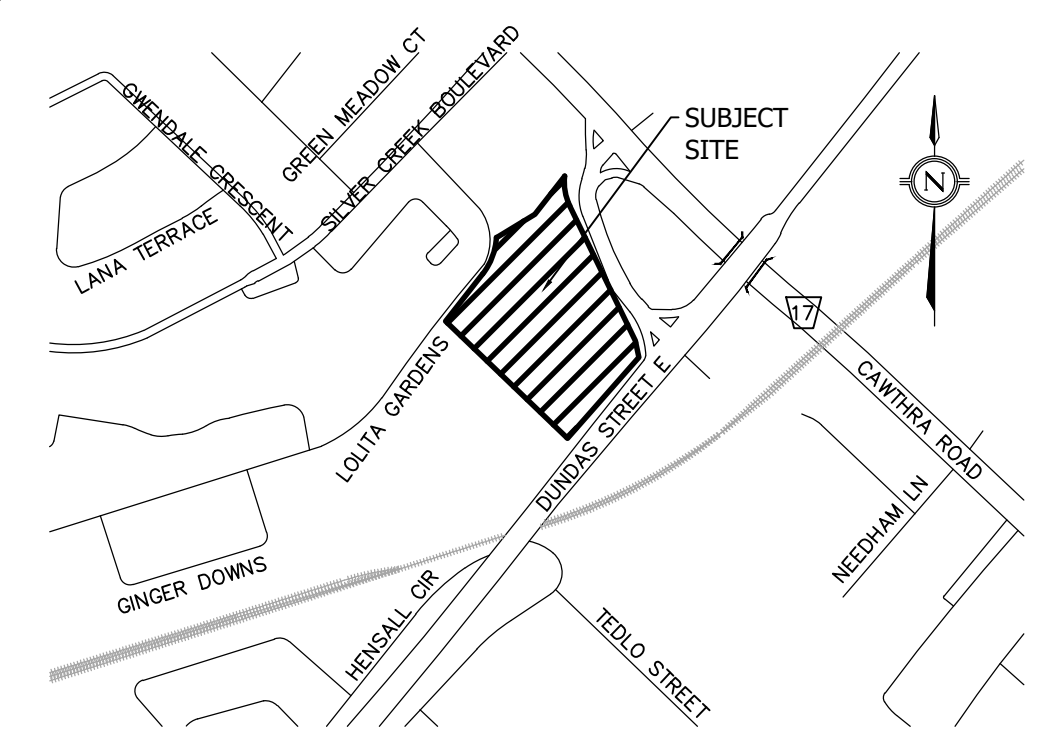 GWENDALE CRESCENT
GREEN MEADOW CT
SILVER CREEK BOULEVARD
SUBJECT
SITE
N
LANA TERRACE
17
LOLITA GARDENS
DUNDAS STREET E
CAWTHRA ROAD
NEEDHAM LN
GINGER DOWNS
HENSALL CIR
TEDLO STREET